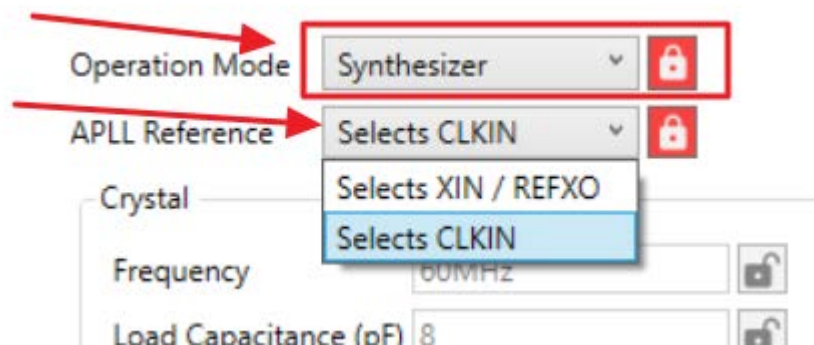 Operation Mode Synthesizer
APLL Reference Selects CLKIN
Selects XIN / REFXO
Crystal
Selects CLKIN
Frequency 60MHz
Load Capacitance (pF) 8